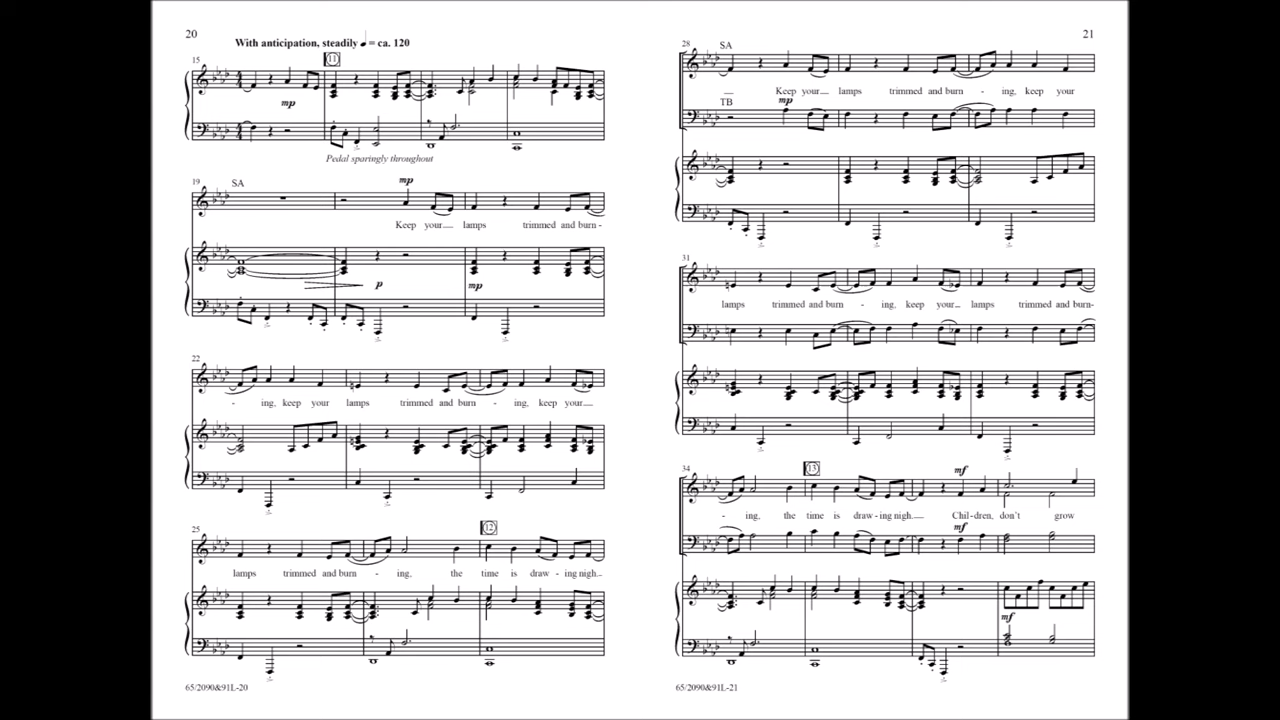 20
With anticipation, steadily ♩ = ca. 120
15
11
mp
Pedal sparingly throughout
19
SA
mp
Keep your lamps trimmed and burn -
p
mp
22
- ing, keep your lamps trimmed and burn - ing, keep your
25
12
lamps trimmed and burn - ing, the time is draw - ing nigh.
65/2090&91L-20
21
28
SA
Keep your lamps trimmed and burn - ing, keep your
TB
mp
31
lamps trimmed and burn - ing, keep your lamps trimmed and burn-
34
13
mf
- ing, the time is draw - ing nigh. Chil - dren, don't grow
mf
mf
65/2090&91L-21